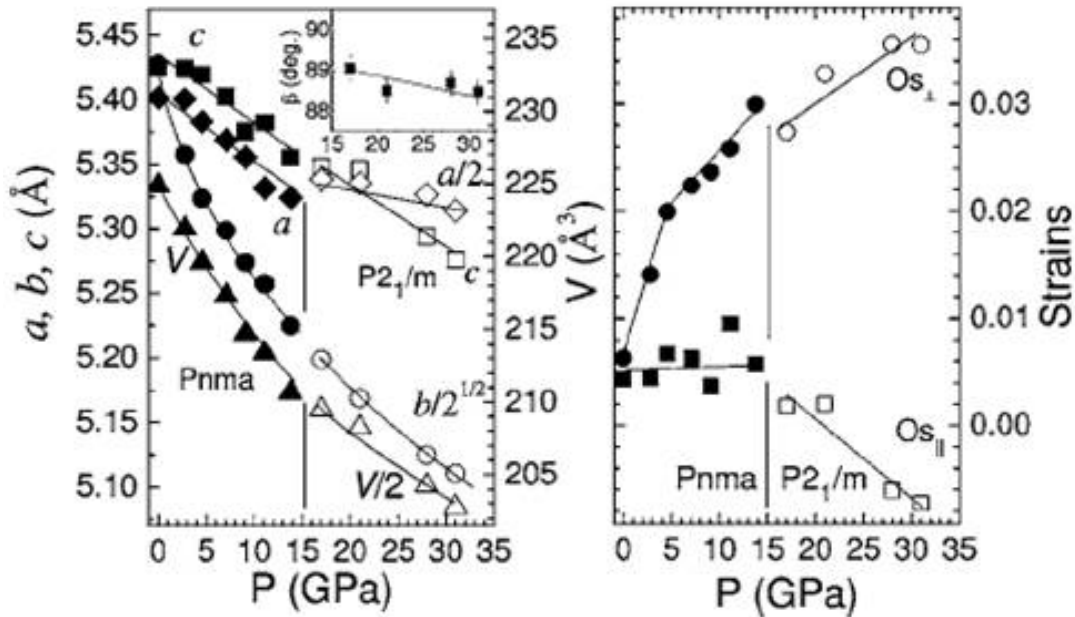 5.45
5.40
5.35
5.30
5.25
5.20
5.15
5.10
a, b, c (Å)
0 5 10 15 20 25 30 35
P (GPa)
235
230
225
220
215
210
205
V (Å³)
c
a
V
Pnma
90
89
88
β (deg.)
15 20 25 30
a/2
c
P2₁/m
b/2^{1/2}
V/2
0 5 10 15 20 25 30 35
P (GPa)
0.03
0.02
0.01
0.00
Strains
Os⊥
Os||
Pnma
P2₁/m